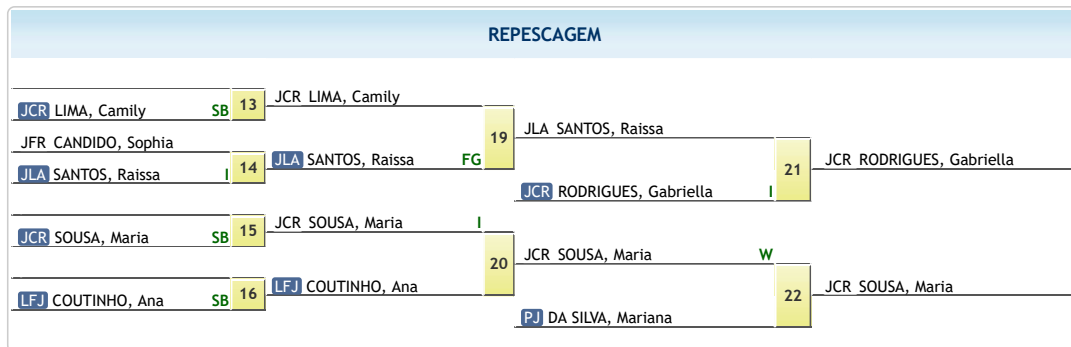 REPESCAGEM
JCR LIMA, Camily SB
13
JCR LIMA, Camily
JFR CANDIDO, Sophia
JLA SANTOS, Raissa I
14
JLA SANTOS, Raissa FG
19
JLA SANTOS, Raissa
JCR RODRIGUES, Gabriella I
21
JCR RODRIGUES, Gabriella
JCR SOUSA, Maria SB
15
JCR SOUSA, Maria I
LFJ COUTINHO, Ana SB
16
LFJ COUTINHO, Ana
20
JCR SOUSA, Maria W
PJ DA SILVA, Mariana
22
JCR SOUSA, Maria